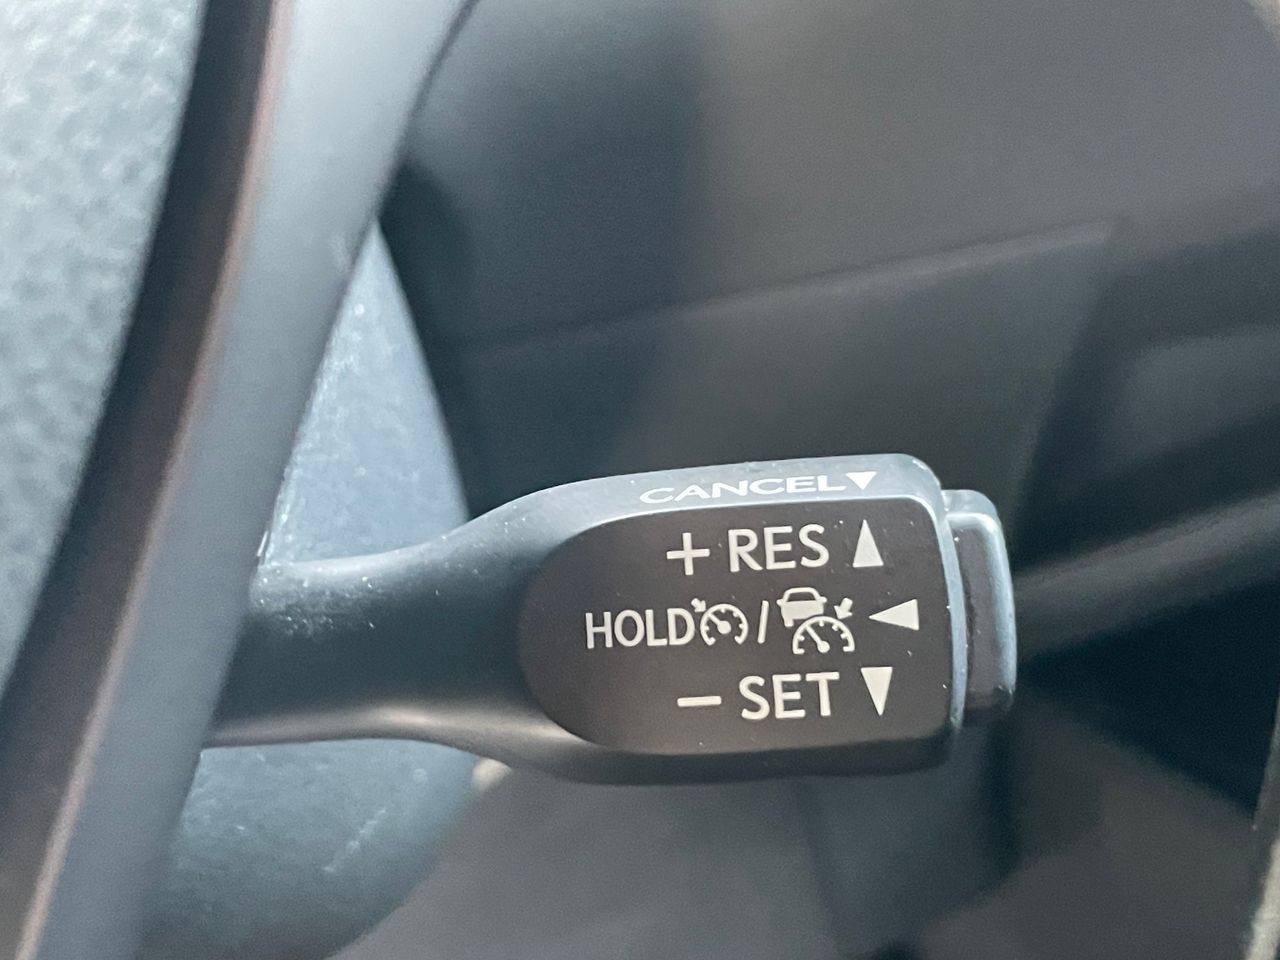 CANCEL▼
+ RES ▲
HOLD / ◀
− SET ▼